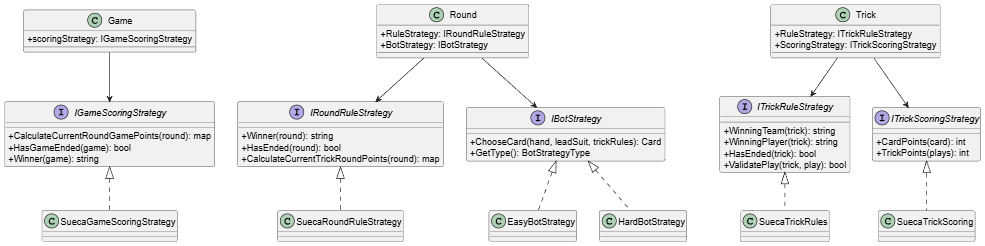 C Game
+scoringStrategy: IGameScoringStrategy
C Round
+RuleStrategy: IRoundRuleStrategy
+BotStrategy: IBotStrategy
C Trick
+RuleStrategy: ITrickRuleStrategy
+ScoringStrategy: ITrickScoringStrategy
I IGameScoringStrategy
+CalculateCurrentRoundGamePoints(round): map
+HasGameEnded(game): bool
+Winner(game): string
I IRoundRuleStrategy
+Winner(round): string
+HasEnded(round): bool
+CalculateCurrentTrickRoundPoints(round): map
I IBotStrategy
+ChooseCard(hand, leadSuit, trickRules): Card
+GetType(): BotStrategyType
I ITrickRuleStrategy
+WinningTeam(trick): string
+WinningPlayer(trick): string
+HasEnded(trick): bool
+ValidatePlay(trick, play): bool
I ITrickScoringStrategy
+CardPoints(card): int
+TrickPoints(plays): int
C SuecaGameScoringStrategy
C SuecaRoundRuleStrategy
C EasyBotStrategy
C HardBotStrategy
C SuecaTrickRules
C SuecaTrickScoring